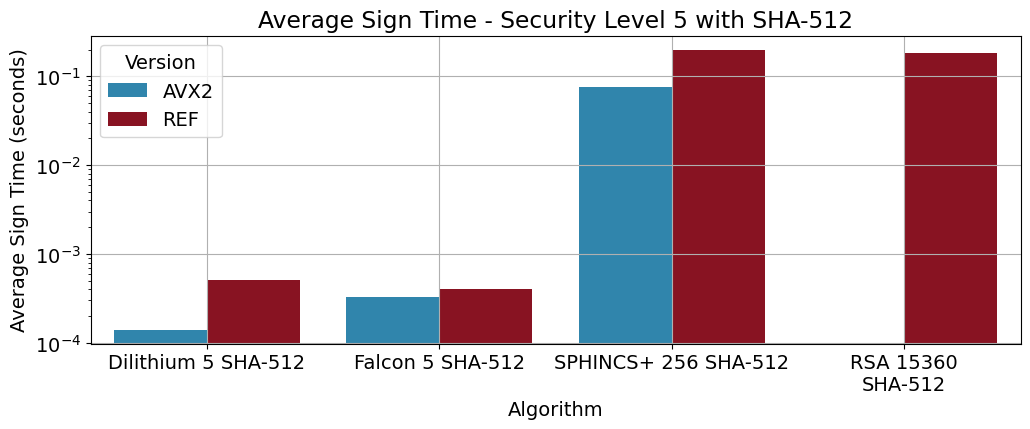 Average Sign Time - Security Level 5 with SHA-512
Average Sign Time (seconds)
10⁻¹
10⁻²
10⁻³
10⁻⁴
Version
AVX2
REF
Dilithium 5 SHA-512
Falcon 5 SHA-512
SPHINCS+ 256 SHA-512
RSA 15360
SHA-512
Algorithm